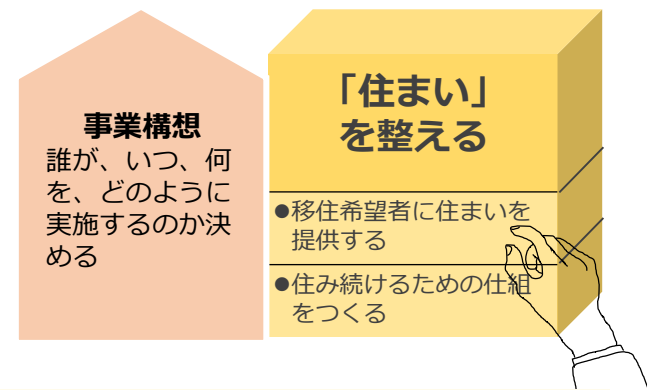 事業構想
誰が、いつ、何
を、どのように
実施するのか決
める
「住まい」
を整える
●移住希望者に住まいを
提供する
●住み続けるための仕組
をつくる